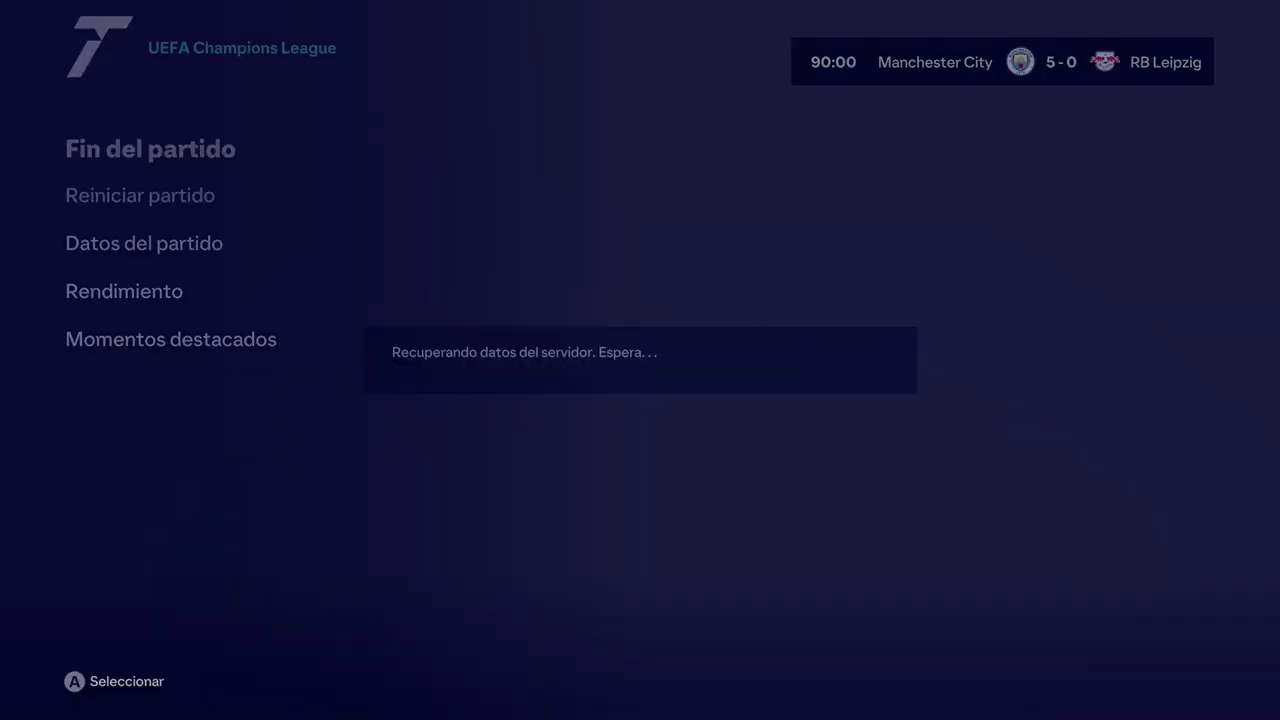 UEFA Champions League
90:00 Manchester City 5 - 0 RB Leipzig
Fin del partido
Reiniciar partido
Datos del partido
Rendimiento
Momentos destacados
Recuperando datos del servidor. Espera...
A Seleccionar